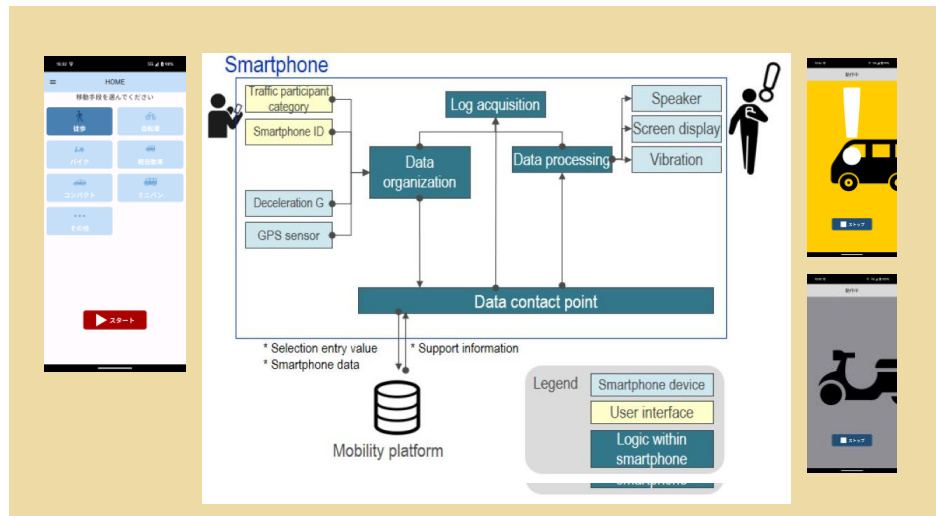 HOME
移動手段を選んでください
徒歩
自転車
バイク
軽自動車
コンパクト
ミニバン
その他
スタート
Smartphone
Traffic participant
category
Smartphone ID
Deceleration G
GPS sensor
Data
organization
Log acquisition
Data processing
Speaker
Screen display
Vibration
Data contact point
* Selection entry value
* Smartphone data
* Support information
Mobility platform
Legend
Smartphone device
User interface
Logic within
smartphone
smartphone
動作中
ストップ
動作中
ストップ